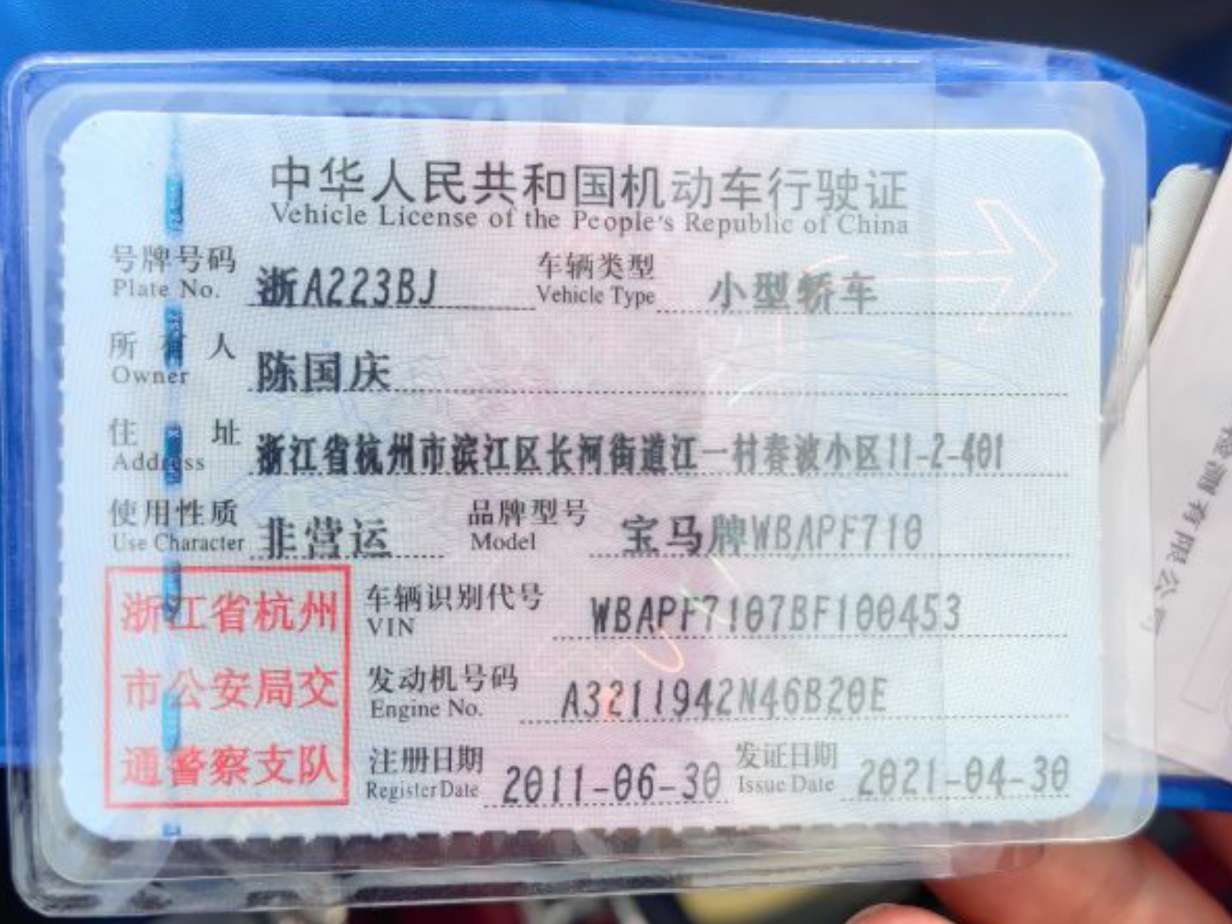 中华人民共和国机动车行驶证
Vehicle License of the People's Republic of China
号牌号码 浙A223BJ 车辆类型 小型轿车
Plate No. Vehicle Type
所有人 陈国庆
Owner
住址 浙江省杭州市滨江区长河街道江一村春波小区11-2-401
Address
使用性质 非营运 品牌型号 宝马牌WBAPF710
Use Character Model
浙江省杭州
市公安局交
通警察支队
车辆识别代号 WBAPF7107BF100453
VIN
发动机号码 A3211942N46B20E
Engine No.
注册日期 2011-06-30 发证日期 2021-04-30
Register Date Issue Date
检测有限公司